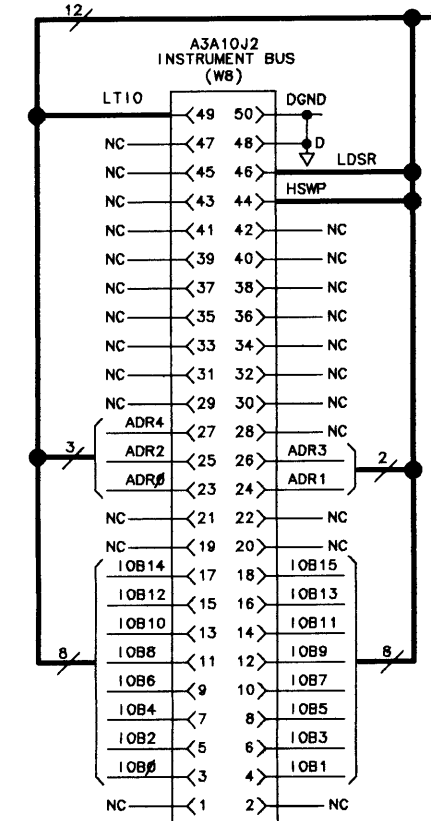 12
A3A10J2
INSTRUMENT BUS
(W8)
LTIO 49 50 DGND
NC 47 48 D
NC 45 46 LDSR
NC 43 44 HSWP
NC 41 42 NC
NC 39 40 NC
NC 37 38 NC
NC 35 36 NC
NC 33 34 NC
NC 31 32 NC
NC 29 30 NC
ADR4 27 28 NC
3 ADR2 25 26 ADR3 2
ADR0 23 24 ADR1
NC 21 22 NC
NC 19 20 NC
IOB14 17 18 IOB15
IOB12 15 16 IOB13
IOB10 13 14 IOB11
8 IOB8 11 12 IOB9 8
IOB6 9 10 IOB7
IOB4 7 8 IOB5
IOB2 5 6 IOB3
IOB0 3 4 IOB1
NC 1 2 NC